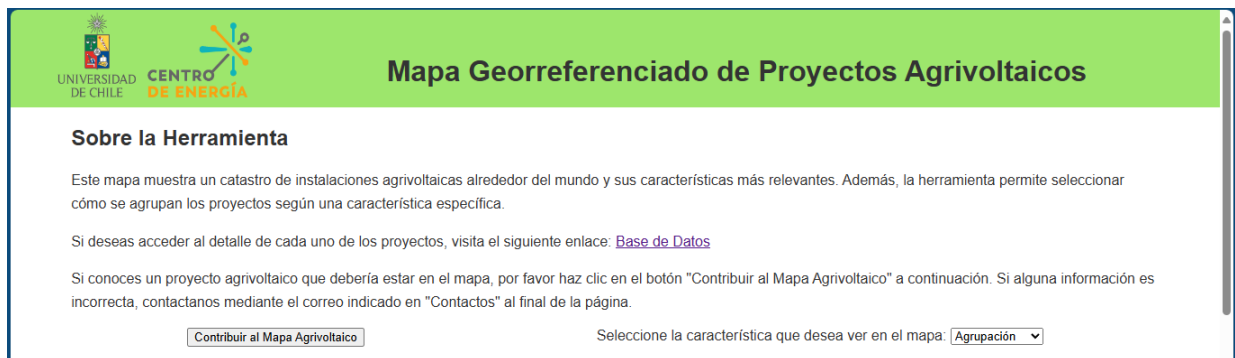 UNIVERSIDAD
DE CHILE
CENTRO
DE ENERGÍA
Mapa Georreferenciado de Proyectos Agrivoltaicos
Sobre la Herramienta
Este mapa muestra un catastro de instalaciones agrivoltaicas alrededor del mundo y sus características más relevantes. Además, la herramienta permite seleccionar
cómo se agrupan los proyectos según una característica específica.
Si deseas acceder al detalle de cada uno de los proyectos, visita el siguiente enlace: Base de Datos
Si conoces un proyecto agrivoltaico que debería estar en el mapa, por favor haz clic en el botón "Contribuir al Mapa Agrivoltaico" a continuación. Si alguna información es
incorrecta, contactanos mediante el correo indicado en "Contactos" al final de la página.
Contribuir al Mapa Agrivoltaico
Seleccione la característica que desea ver en el mapa: Agrupación